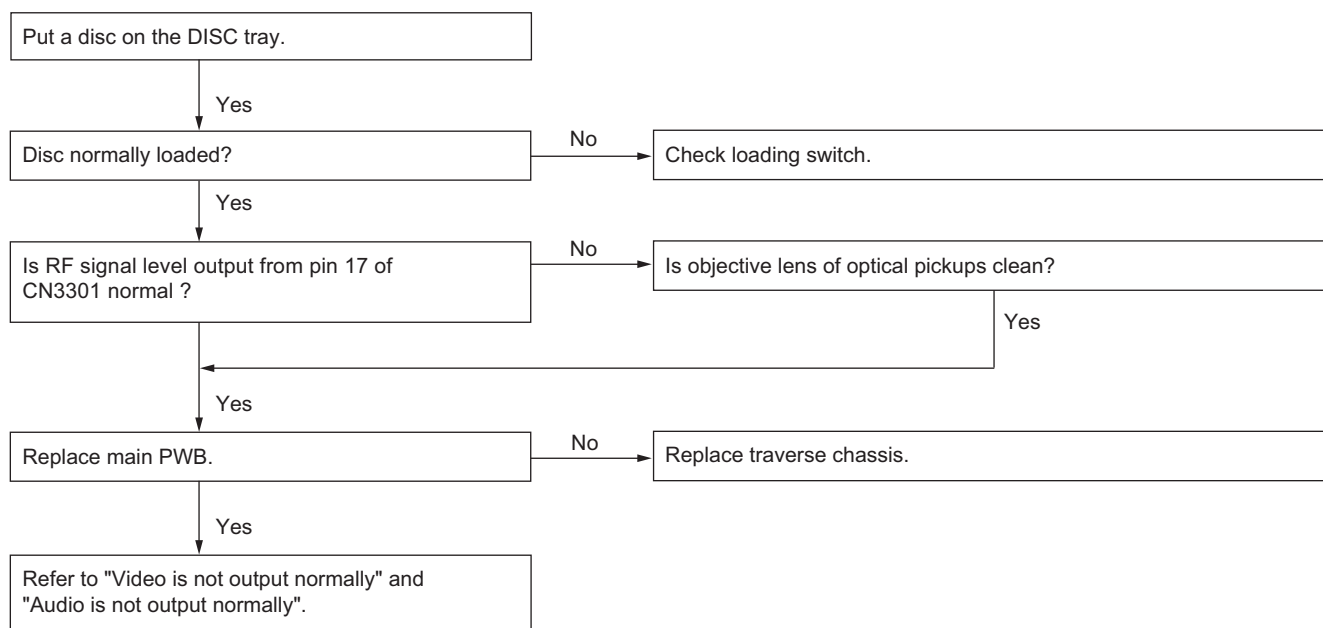 Put a disc on the DISC tray.
Yes
Disc normally loaded?
No
Check loading switch.
Yes
Is RF signal level output from pin 17 of
CN3301 normal ?
No
Is objective lens of optical pickups clean?
Yes
Yes
Replace main PWB.
No
Replace traverse chassis.
Yes
Refer to "Video is not output normally" and
"Audio is not output normally".